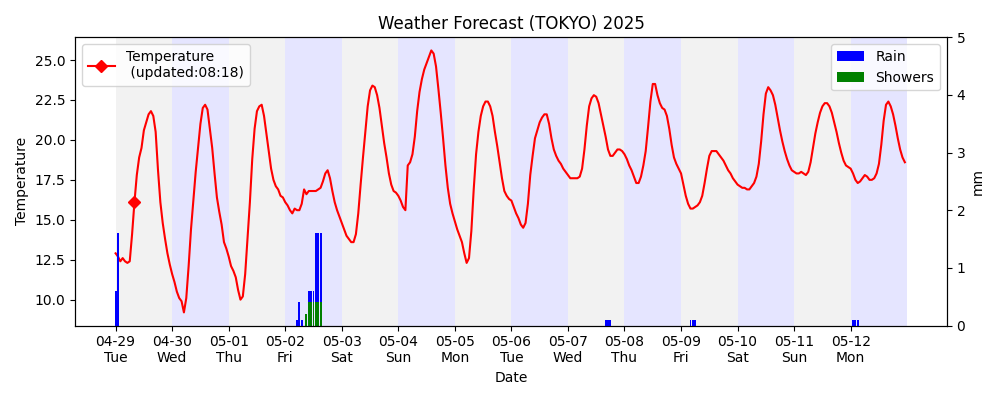 Weather Forecast (TOKYO) 2025
Temperature
(updated:08:18)
Rain
Showers
Temperature
25.0
22.5
20.0
17.5
15.0
12.5
10.0
5
4
3
2
1
0
mm
04-29 04-30 05-01 05-02 05-03 05-04 05-05 05-06 05-07 05-08 05-09 05-10 05-11 05-12
Tue Wed Thu Fri Sat Sun Mon Tue Wed Thu Fri Sat Sun Mon
Date